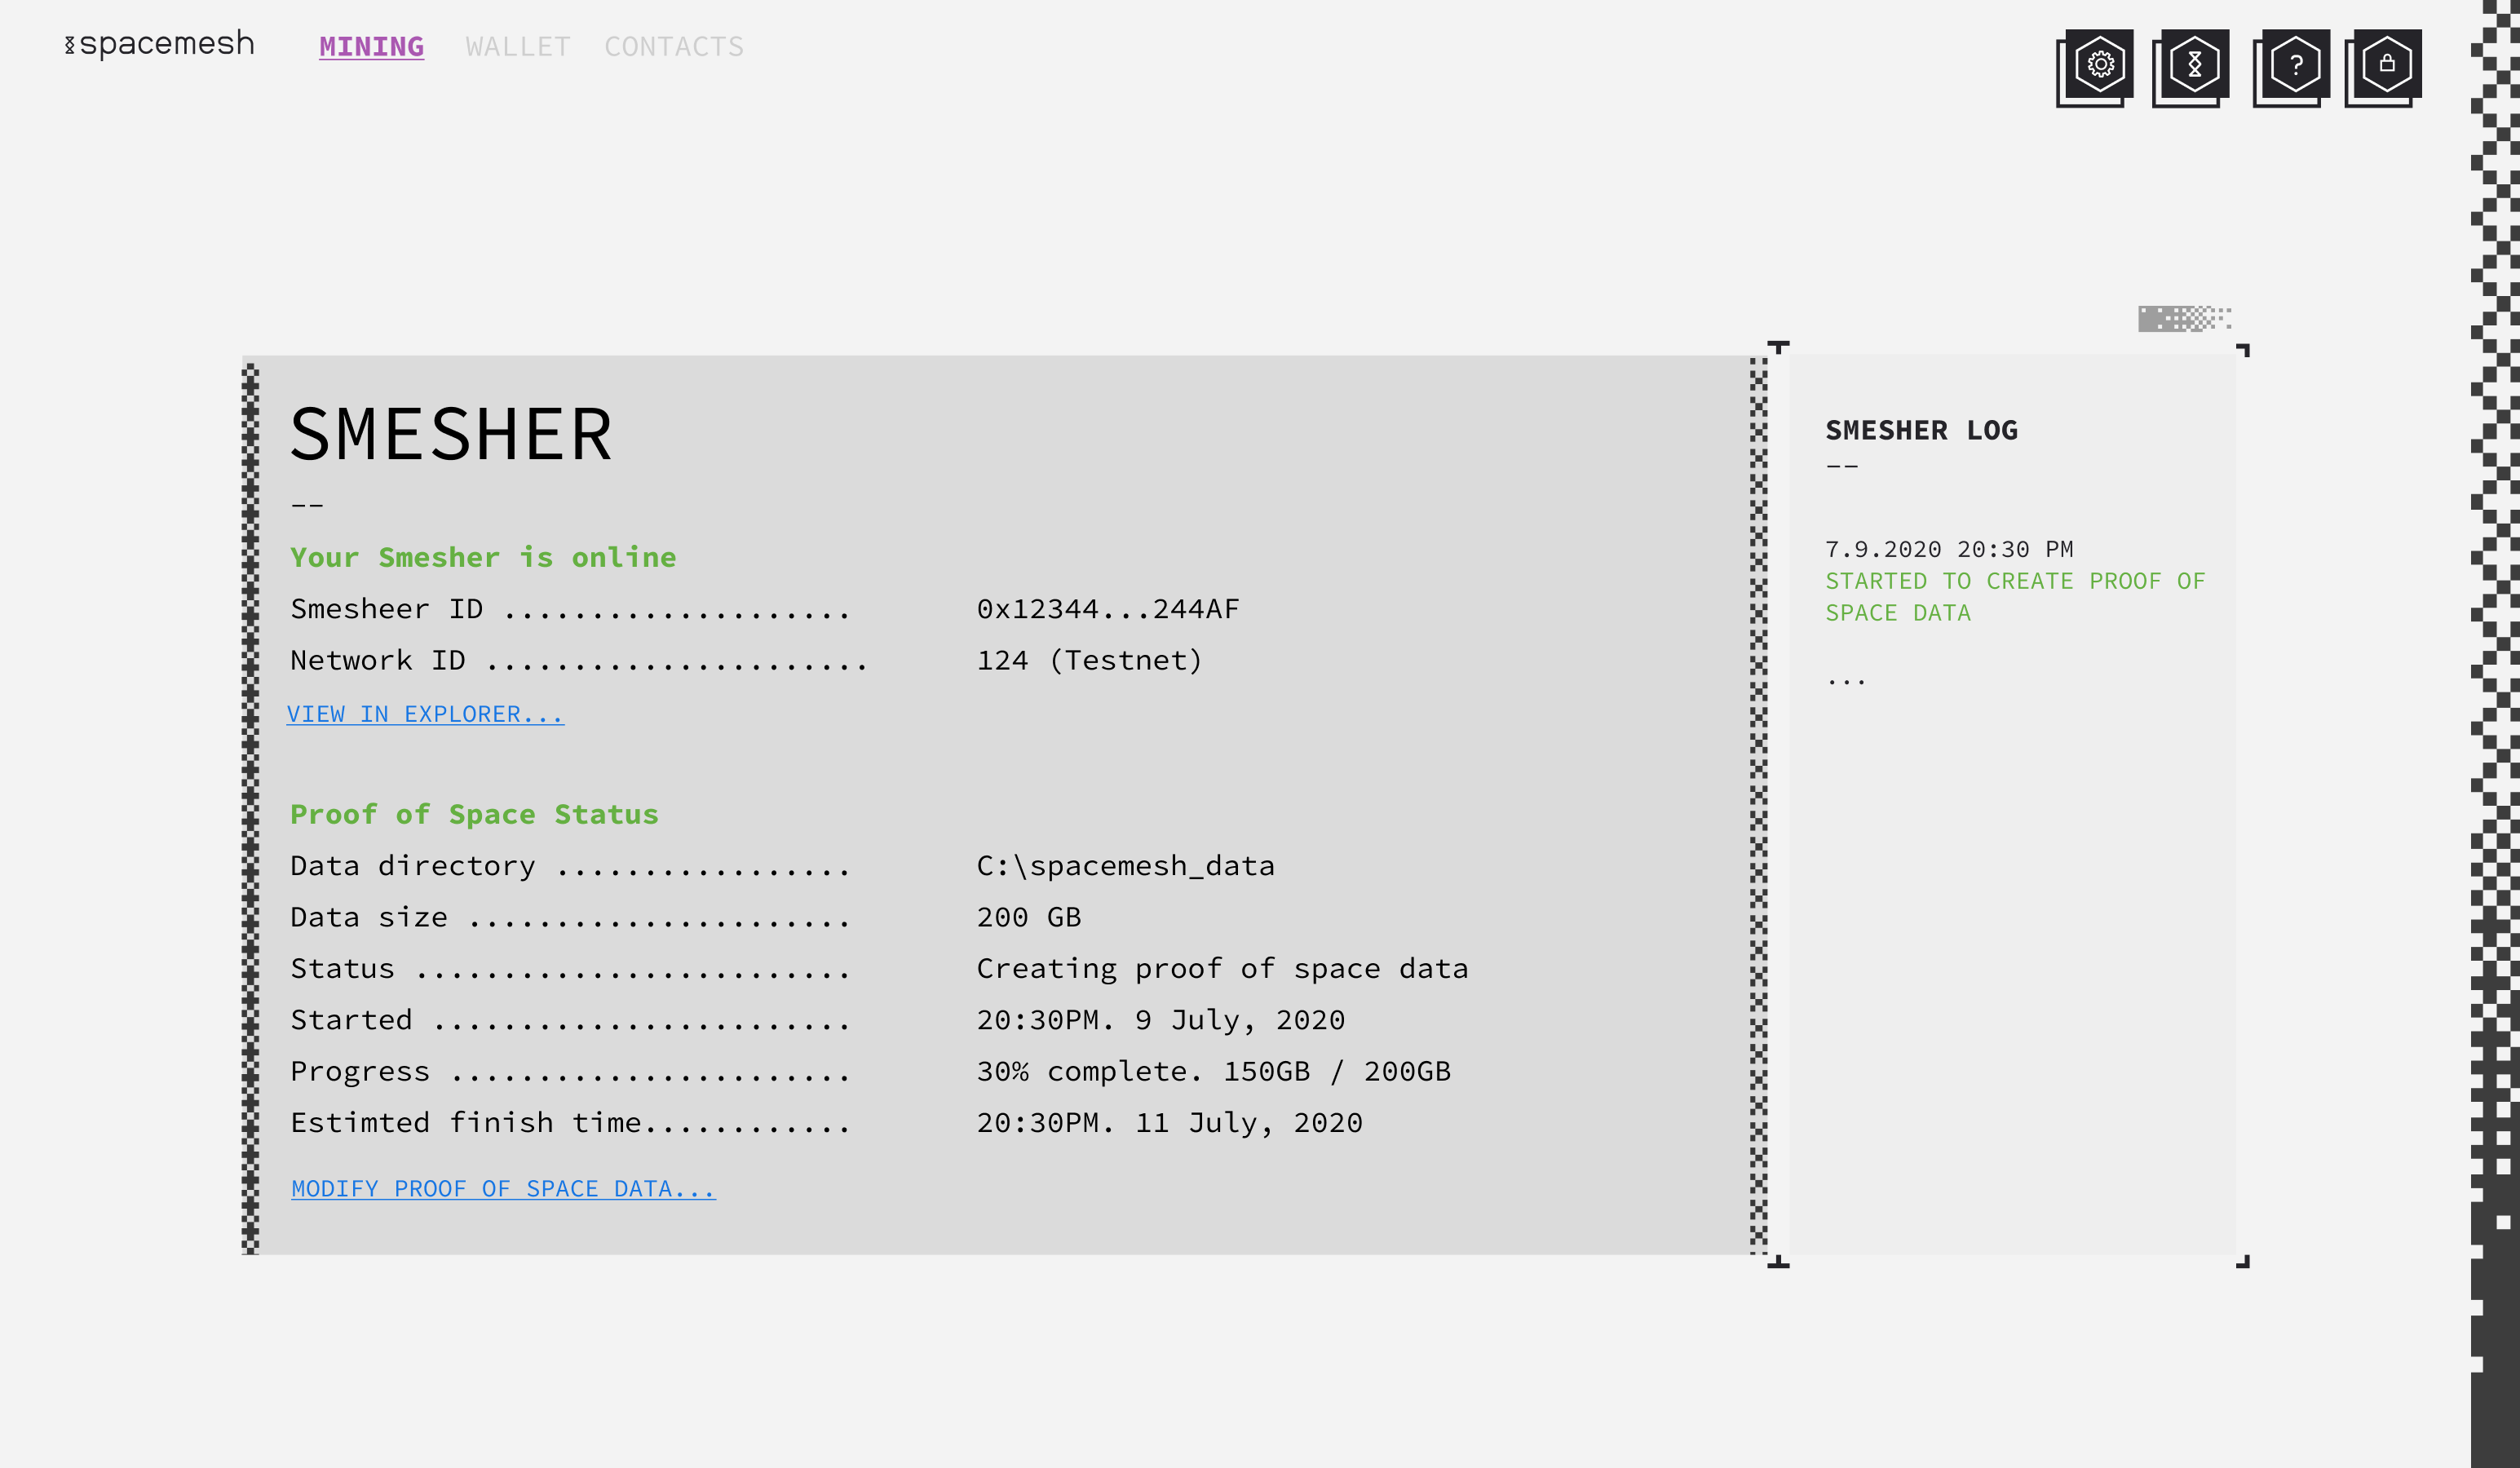 spacemesh
MINING WALLET CONTACTS
?
SMESHER
--
Your Smesher is online
Smesheer ID .................... 0x12344...244AF
Network ID ...................... 124 (Testnet)
VIEW IN EXPLORER...
Proof of Space Status
Data directory ................. C:\spacemesh_data
Data size ...................... 200 GB
Status ......................... Creating proof of space data
Started ........................ 20:30PM. 9 July, 2020
Progress ....................... 30% complete. 150GB / 200GB
Estimted finish time............ 20:30PM. 11 July, 2020
MODIFY PROOF OF SPACE DATA...
SMESHER LOG
--
7.9.2020 20:30 PM
STARTED TO CREATE PROOF OF
SPACE DATA
...